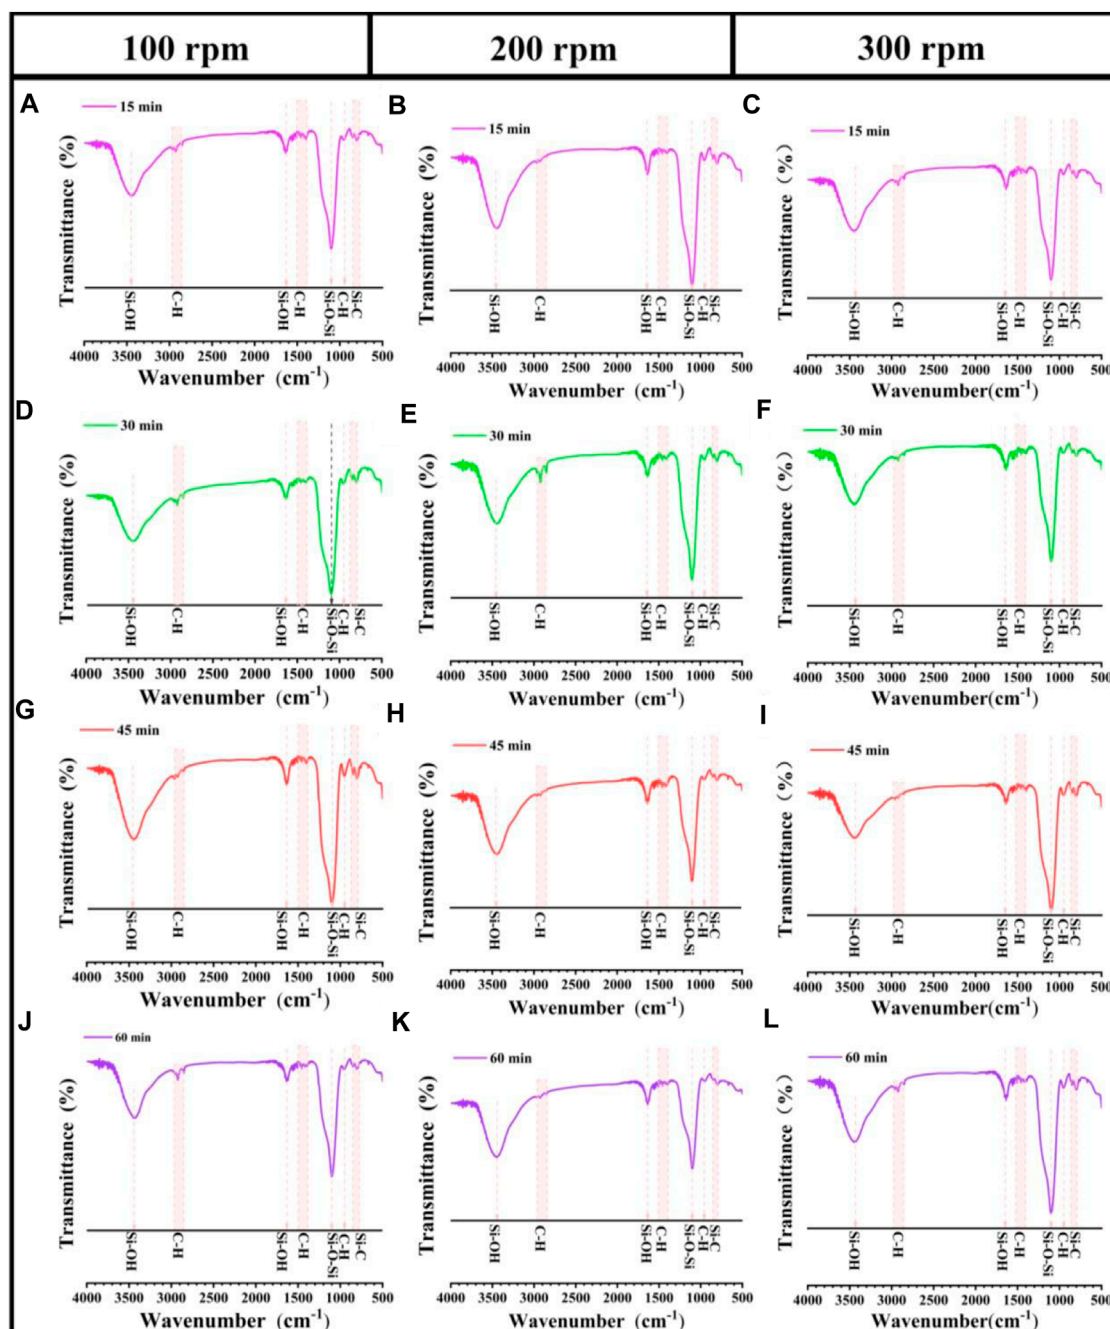 100 rpm 200 rpm 300 rpm
A 15 min
Transmittance (%)
Si-OH C-H Si-OH C-H Si-O-Si C-H Si-C
4000 3500 3000 2500 2000 1500 1000 500
Wavenumber (cm-1)
B 15 min
Transmittance (%)
Si-OH C-H Si-OH C-H Si-O-Si C-H Si-C
4000 3500 3000 2500 2000 1500 1000 500
Wavenumber (cm-1)
C 15 min
Transmittance (%)
Si-OH C-H Si-OH C-H Si-O-Si C-H Si-C
4000 3500 3000 2500 2000 1500 1000 500
Wavenumber(cm-1)
D 30 min
Transmittance (%)
Si-OH C-H Si-OH C-H Si-O-Si C-H Si-C
4000 3500 3000 2500 2000 1500 1000 500
Wavenumber (cm-1)
E 30 min
Transmittance (%)
Si-OH C-H Si-OH C-H Si-O-Si C-H Si-C
4000 3500 3000 2500 2000 1500 1000 500
Wavenumber (cm-1)
F 30 min
Transmittance (%)
Si-OH C-H Si-OH C-H Si-O-Si C-H Si-C
4000 3500 3000 2500 2000 1500 1000 500
Wavenumber(cm-1)
G 45 min
Transmittance (%)
Si-OH C-H Si-OH C-H Si-O-Si C-H Si-C
4000 3500 3000 2500 2000 1500 1000 500
Wavenumber (cm-1)
H 45 min
Transmittance (%)
Si-OH C-H Si-OH C-H Si-O-Si C-H Si-C
4000 3500 3000 2500 2000 1500 1000 500
Wavenumber (cm-1)
I 45 min
Transmittance (%)
Si-OH C-H Si-OH C-H Si-O-Si C-H Si-C
4000 3500 3000 2500 2000 1500 1000 500
Wavenumber(cm-1)
J 60 min
Transmittance (%)
Si-OH C-H Si-OH C-H Si-O-Si C-H Si-C
4000 3500 3000 2500 2000 1500 1000 500
Wavenumber (cm-1)
K 60 min
Transmittance (%)
Si-OH C-H Si-OH C-H Si-O-Si C-H Si-C
4000 3500 3000 2500 2000 1500 1000 500
Wavenumber (cm-1)
L 60 min
Transmittance (%)
Si-OH C-H Si-OH C-H Si-O-Si C-H Si-C
4000 3500 3000 2500 2000 1500 1000 500
Wavenumber(cm-1)